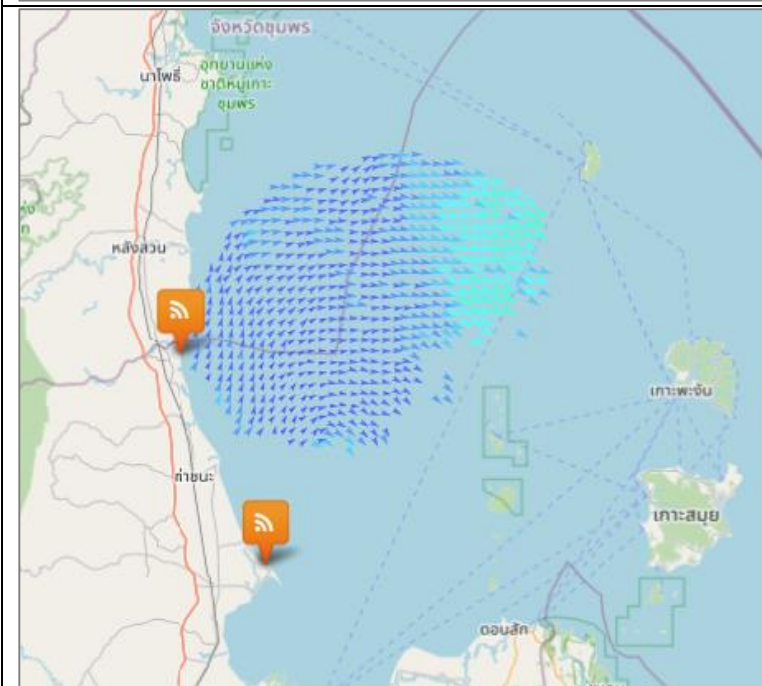 จังหวัดชุมพร
นาโพธิ์
อุทยานแห่ง
ชาติหมู่เกาะ
ชุมพร
หลังสวน
เกาะพะงัน
ท่าชนะ
เกาะสมุย
ดอนสัก